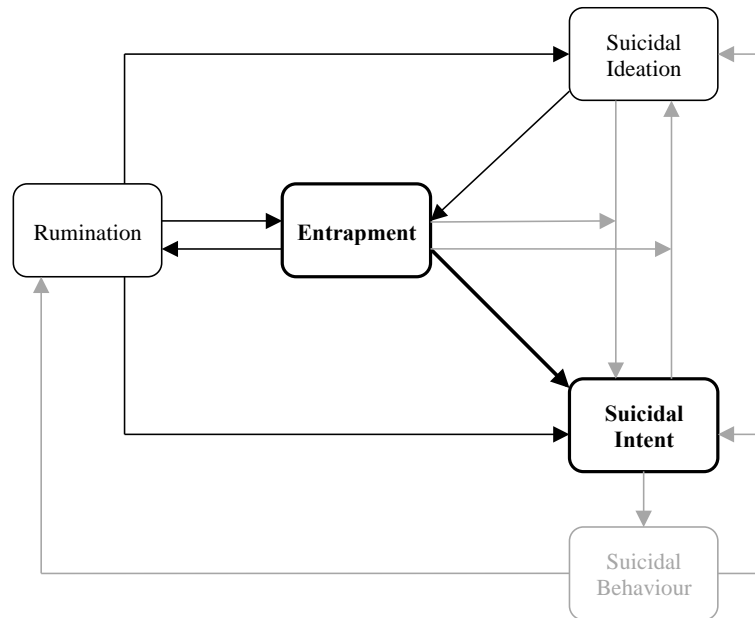 Suicidal
Ideation
Rumination
Entrapment
Suicidal
Intent
Suicidal
Behaviour